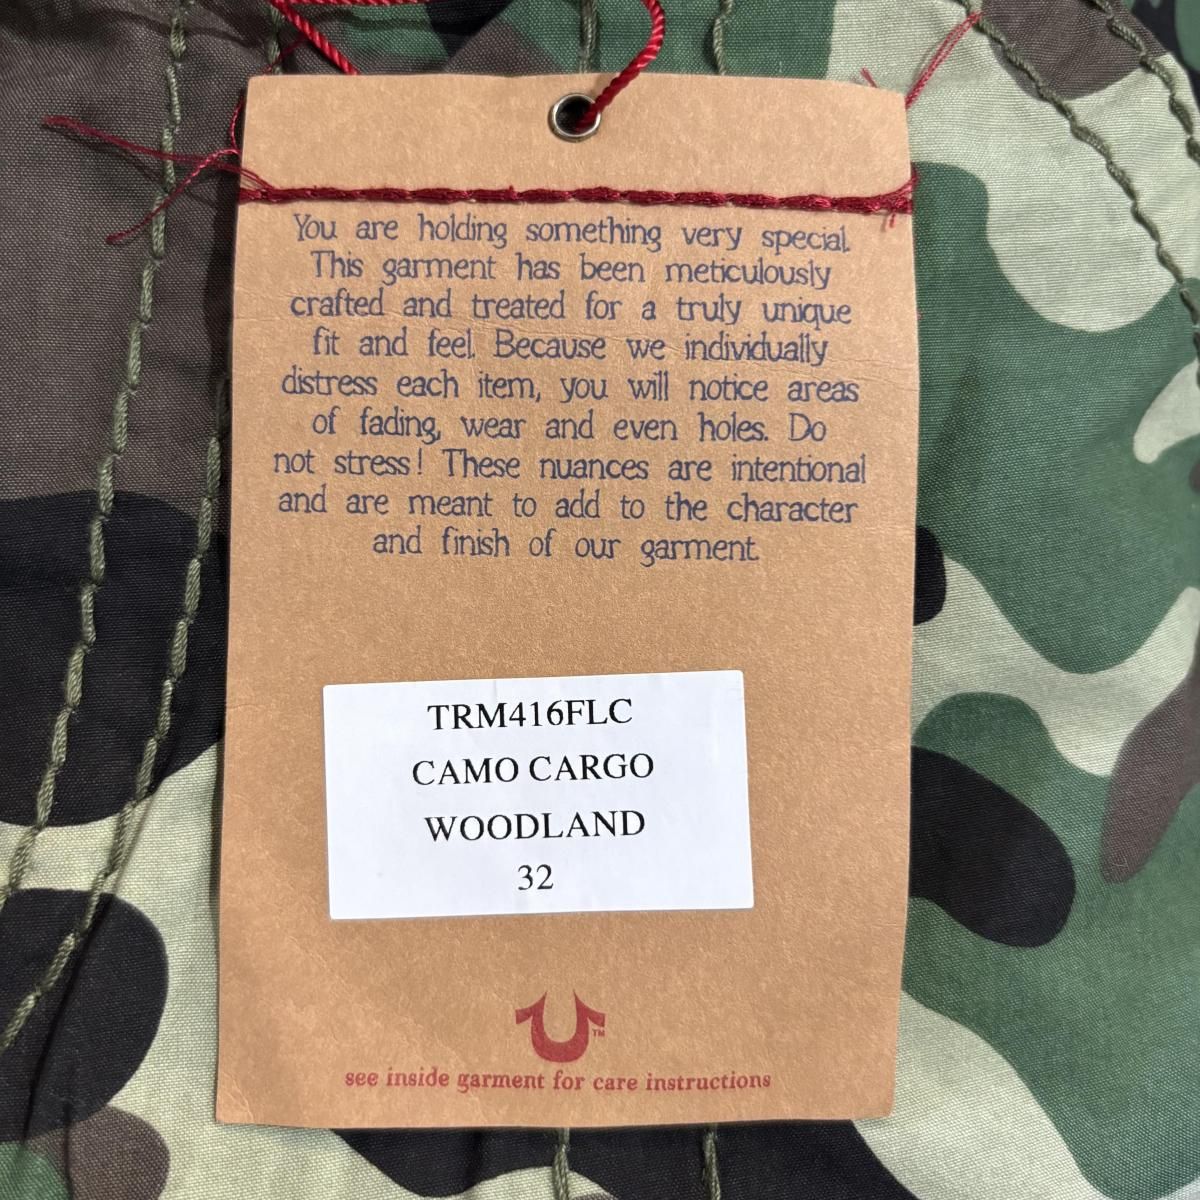 You are holding something very special.
This garment has been meticulously
crafted and treated for a truly unique
fit and feel. Because we individually
distress each item, you will notice areas
of fading, wear and even holes. Do
not stress! These nuances are intentional
and are meant to add to the character
and finish of our garment.
TRM416FLC
CAMO CARGO
WOODLAND
32
TM
see inside garment for care instructions